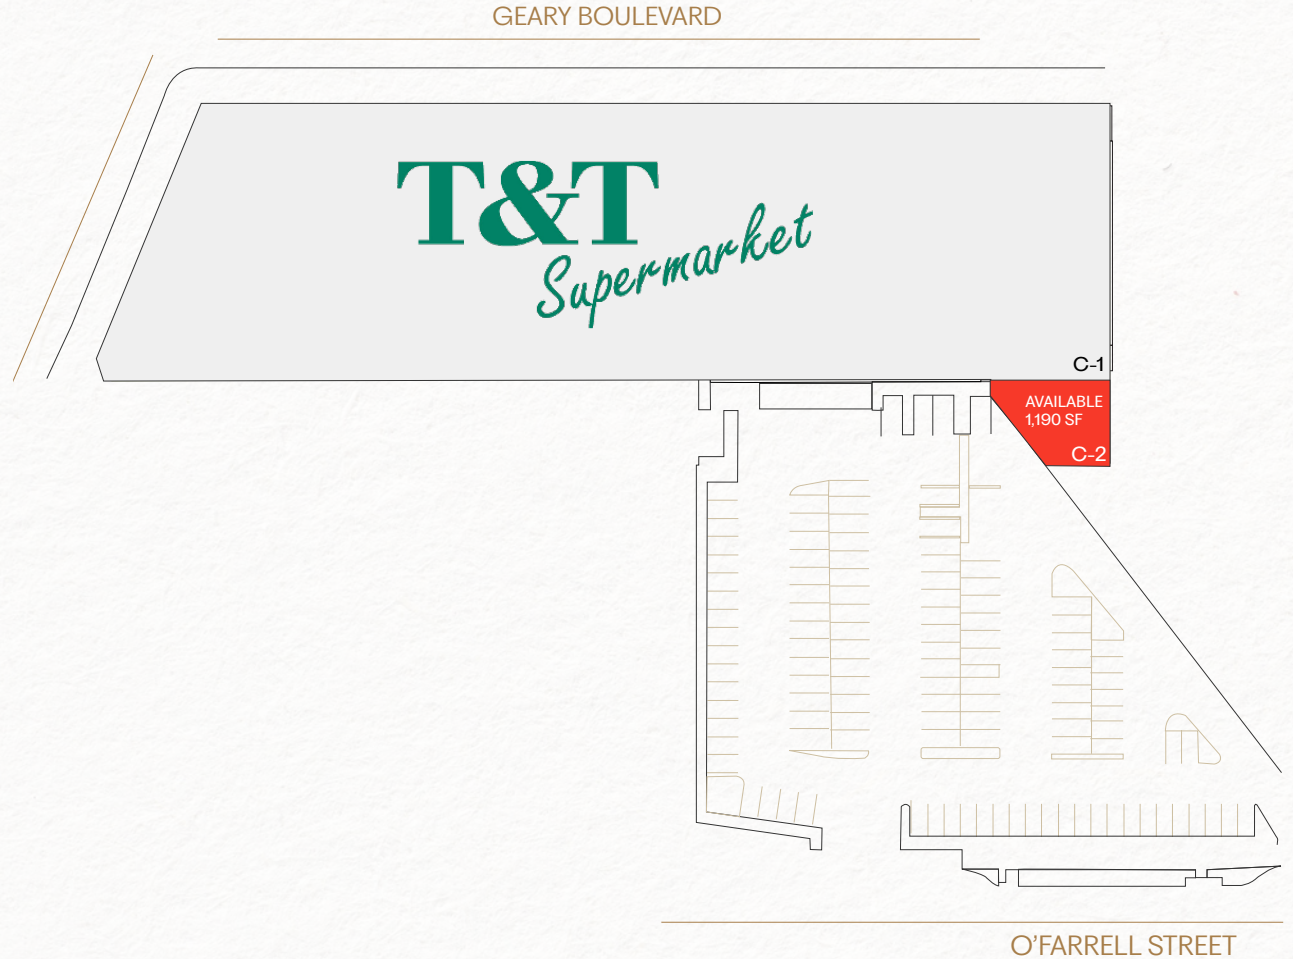 GEARY BOULEVARD
T&T
Supermarket
C-1
AVAILABLE
1,190 SF
C-2
O'FARRELL STREET